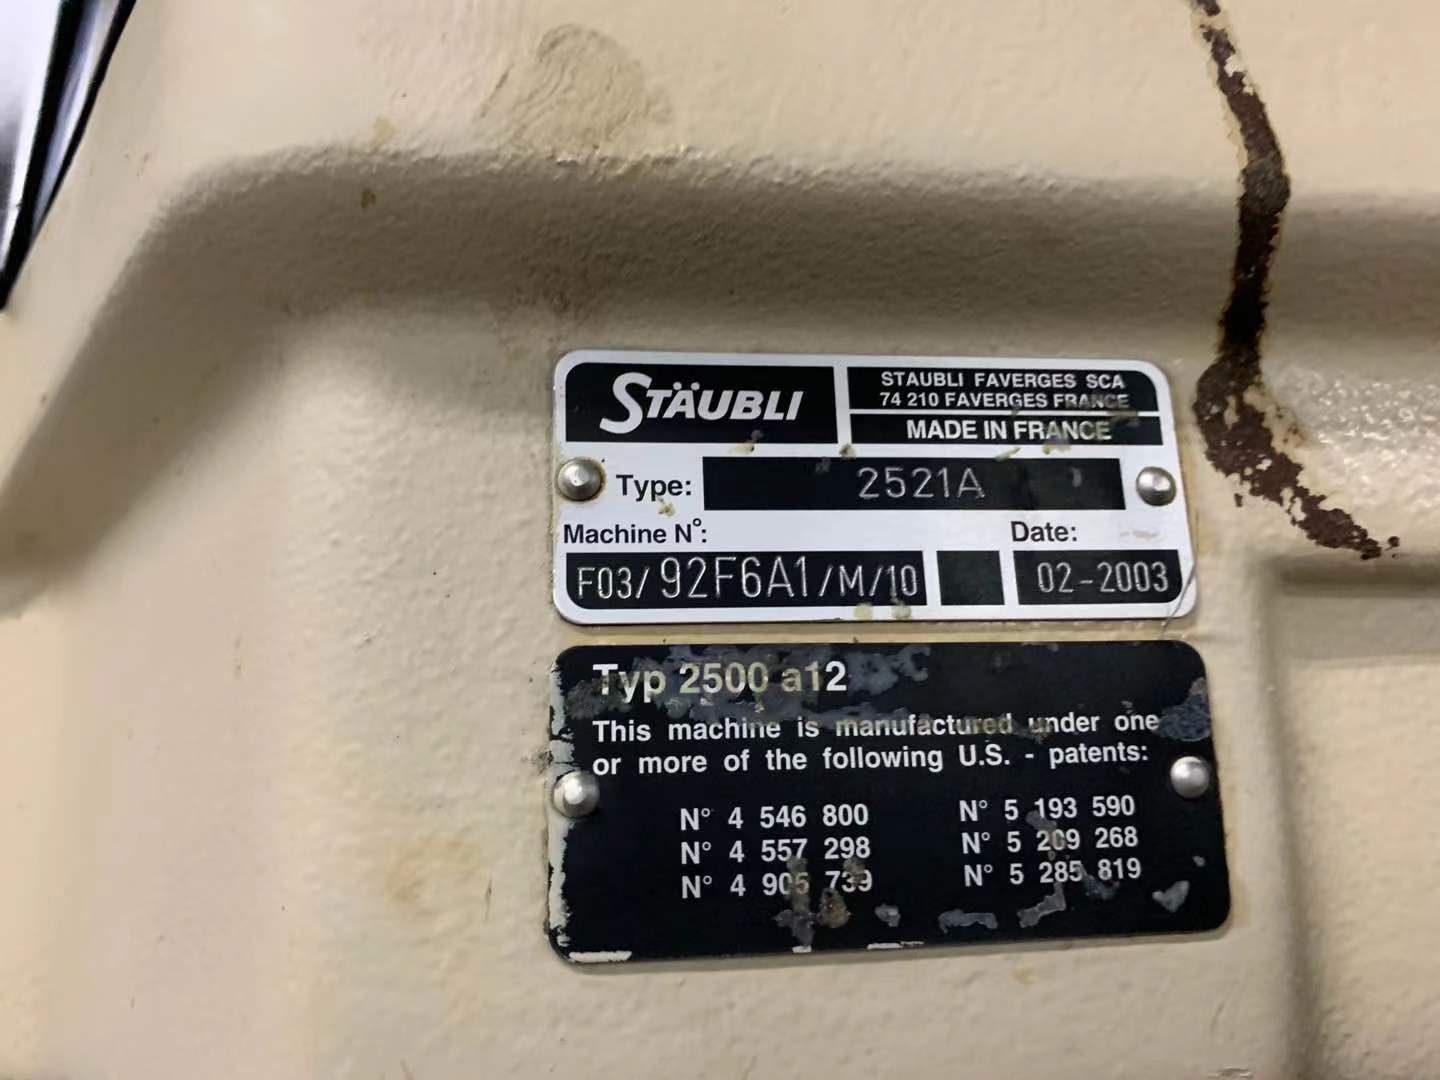 STÄUBLI
STAUBLI FAVERGES SCA
74 210 FAVERGES FRANCE
MADE IN FRANCE
Type: 2521A
Machine N°: Date:
F03/92F6A1/M/10 02-2003
Typ 2500 a12
This machine is manufactured under one
or more of the following U.S. - patents:
N° 4 546 800 N° 5 193 590
N° 4 557 298 N° 5 209 268
N° 4 905 739 N° 5 285 819